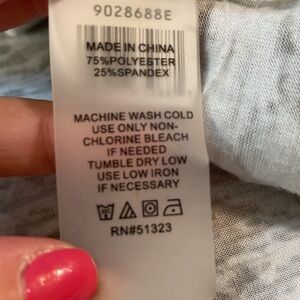 9028688E
MADE IN CHINA
75%POLYESTER
25%SPANDEX
MACHINE WASH COLD
USE ONLY NON-
CHLORINE BLEACH
IF NEEDED
TUMBLE DRY LOW
USE LOW IRON
IF NECESSARY
RN#51323